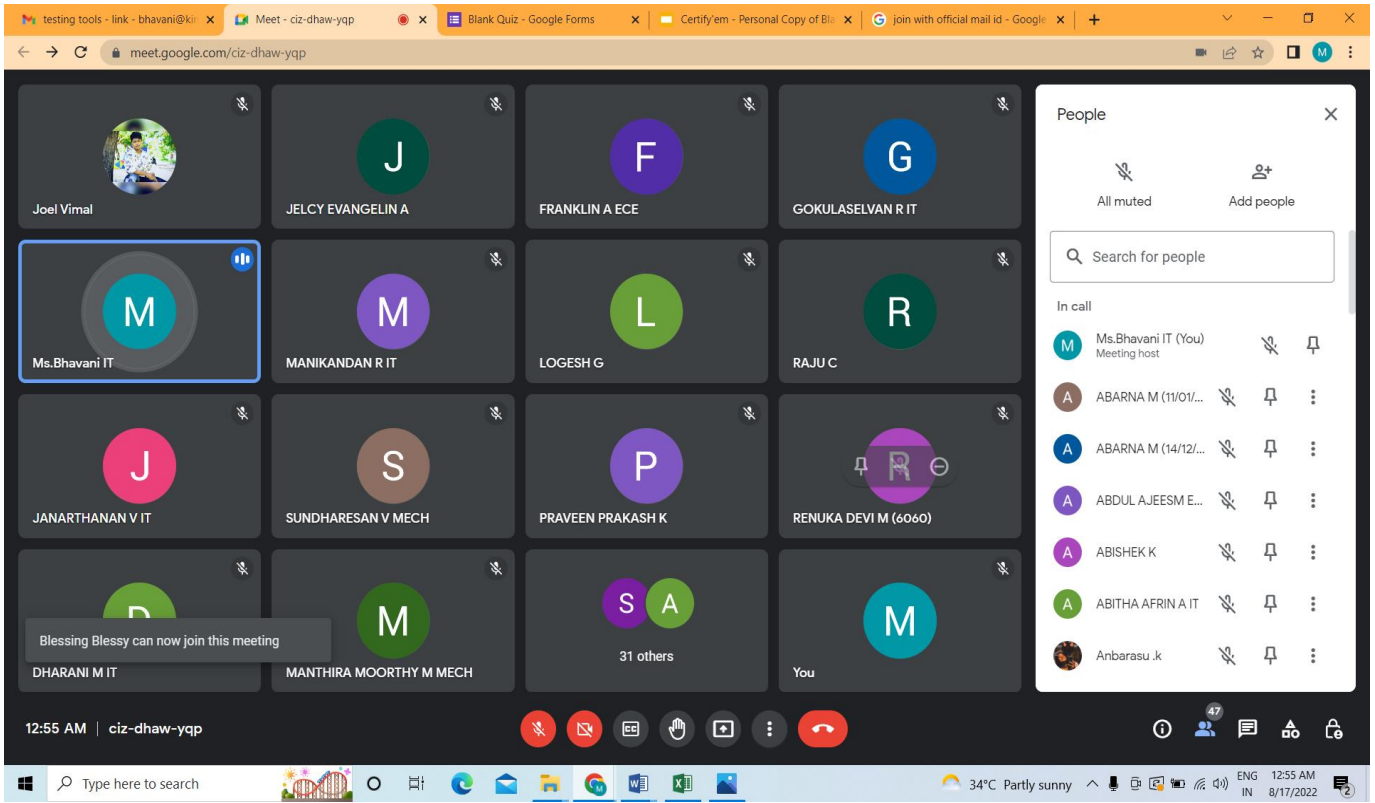 testing tools - link - bhavani@kin
Meet - ciz-dhaw-yqp
Blank Quiz - Google Forms
Certify'em - Personal Copy of Bla
join with official mail id - Google
meet.google.com/ciz-dhaw-yqp
M
Joel Vimal
J
JELCY EVANGELIN A
F
FRANKLIN A ECE
G
GOKULASELVAN R IT
M
Ms.Bhavani IT
M
MANIKANDAN R IT
L
LOGESH G
R
RAJU C
J
JANARTHANAN V IT
S
SUNDHARESAN V MECH
P
PRAVEEN PRAKASH K
R
RENUKA DEVI M (6060)
D
Blessing Blessy can now join this meeting
DHARANI M IT
M
MANTHIRA MOORTHY M MECH
S A
31 others
M
You
People
All muted
Add people
Search for people
In call
M
Ms.Bhavani IT (You)
Meeting host
A
ABARNA M (11/01/...
A
ABARNA M (14/12/...
A
ABDUL AJEESM E...
A
ABISHEK K
A
ABITHA AFRIN A IT
Anbarasu .k
12:55 AM | ciz-dhaw-yqp
CC
47
Type here to search
34°C Partly sunny
ENG
IN
12:55 AM
8/17/2022
2